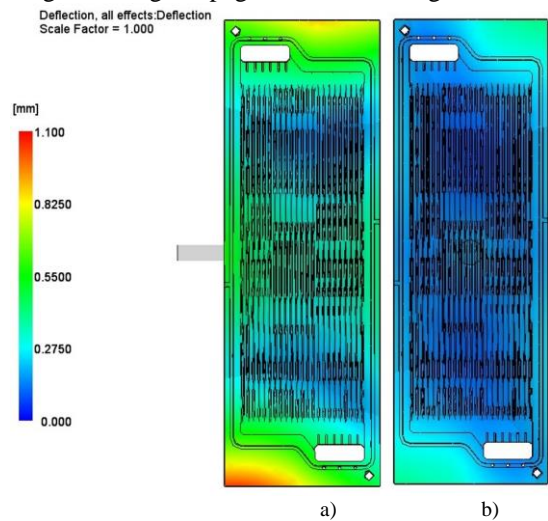 Deflection, all effects:Deflection
Scale Factor = 1.000
[mm]
1.100
0.8250
0.5500
0.2750
0.000
a)
b)